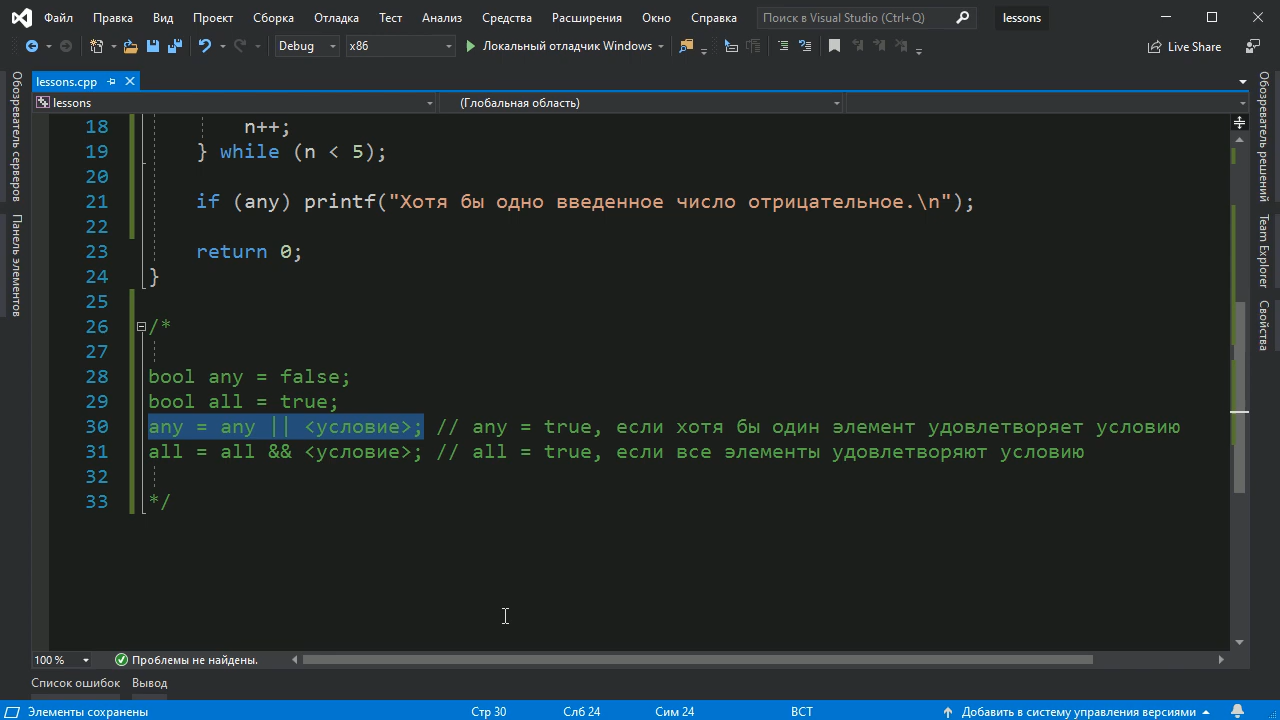 Файл Правка Вид Проект Сборка Отладка Тест Анализ Средства Расширения Окно Справка Поиск в Visual Studio (Ctrl+Q) lessons
Debug x86 Локальный отладчик Windows Live Share
Обозреватель серверов
Панель элементов
lessons.cpp
lessons (Глобальная область)
18 n++;
19 } while (n < 5);
20
21 if (any) printf("Хотя бы одно введенное число отрицательное.\n");
22
23 return 0;
24 }
25
26 /*
27
28 bool any = false;
29 bool all = true;
30 any = any || <условие>; // any = true, если хотя бы один элемент удовлетворяет условию
31 all = all && <условие>; // all = true, если все элементы удовлетворяют условию
32
33 */
Обозреватель решений
Team Explorer
Свойства
100 % Проблемы не найдены.
Список ошибок Вывод
Элементы сохранены Стр 30 Слб 24 Сим 24 ВСТ Добавить в систему управления версиями